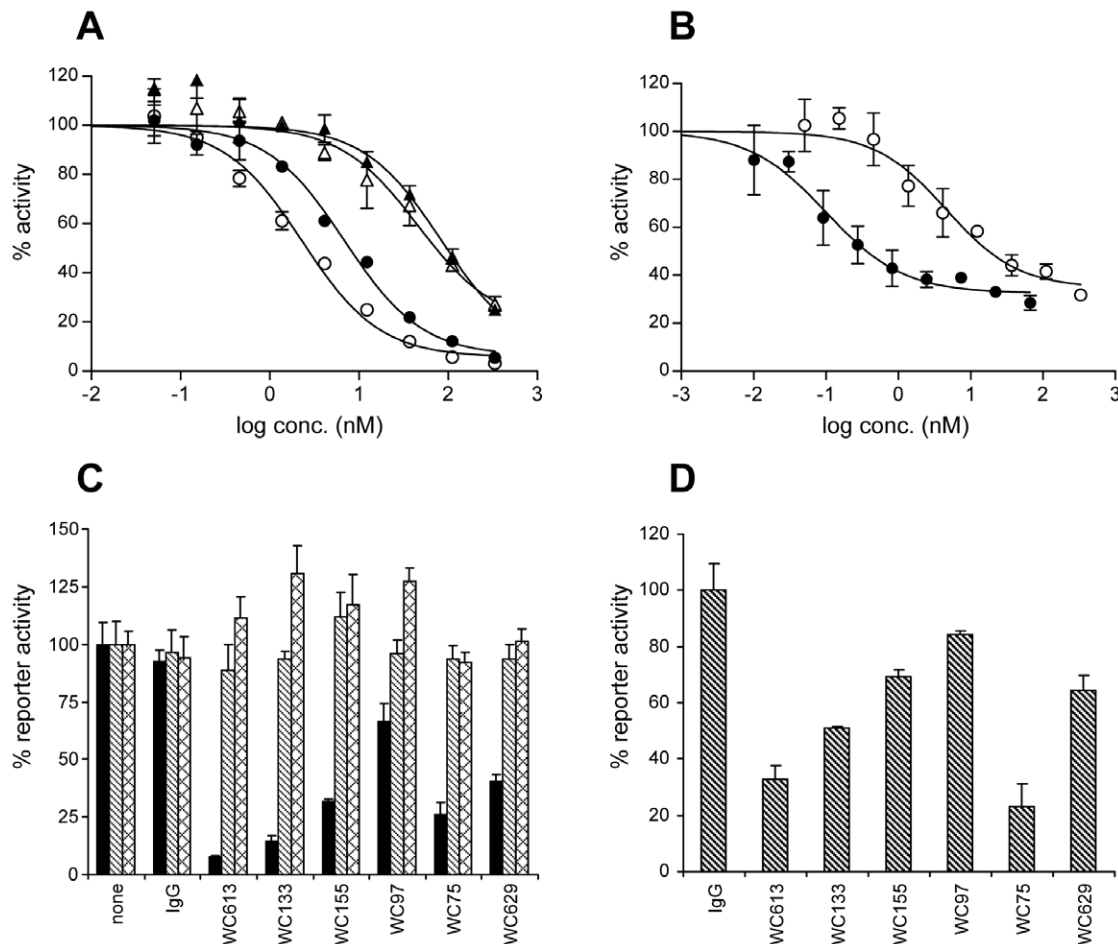 A
% activity
120
100
80
60
40
20
0
-2
-1
0
1
2
3
log conc. (nM)
B
% activity
120
100
80
60
40
20
0
-3
-2
-1
0
1
2
3
log conc. (nM)
C
% reporter activity
150
125
100
75
50
25
0
none
IgG
WC613
WC133
WC155
WC97
WC75
WC629
D
% reporter activity
120
100
80
60
40
20
0
IgG
WC613
WC133
WC155
WC97
WC75
WC629